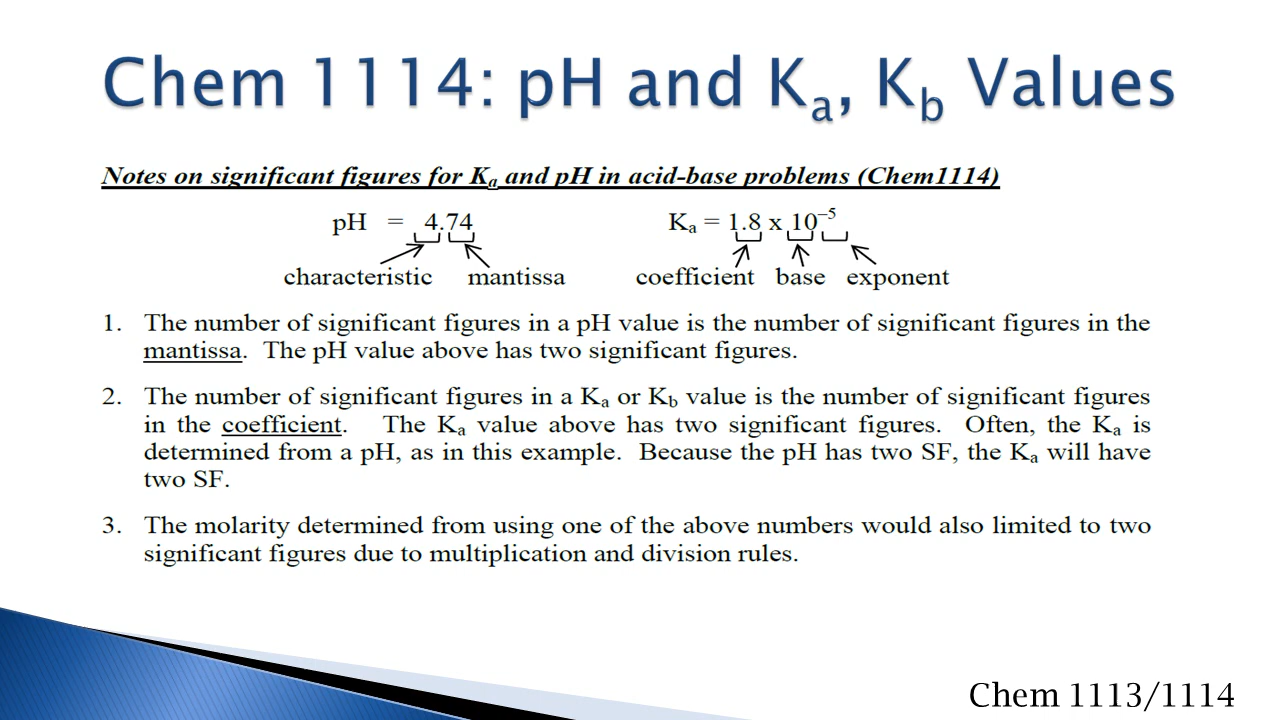 Chem 1114: pH and Ka, Kb Values
Notes on significant figures for Ka and pH in acid-base problems (Chem1114)
pH = 4.74 Ka = 1.8 x 10–5
characteristic mantissa coefficient base exponent
1. The number of significant figures in a pH value is the number of significant figures in the
mantissa. The pH value above has two significant figures.
2. The number of significant figures in a Ka or Kb value is the number of significant figures
in the coefficient. The Ka value above has two significant figures. Often, the Ka is
determined from a pH, as in this example. Because the pH has two SF, the Ka will have
two SF.
3. The molarity determined from using one of the above numbers would also limited to two
significant figures due to multiplication and division rules.
Chem 1113/1114